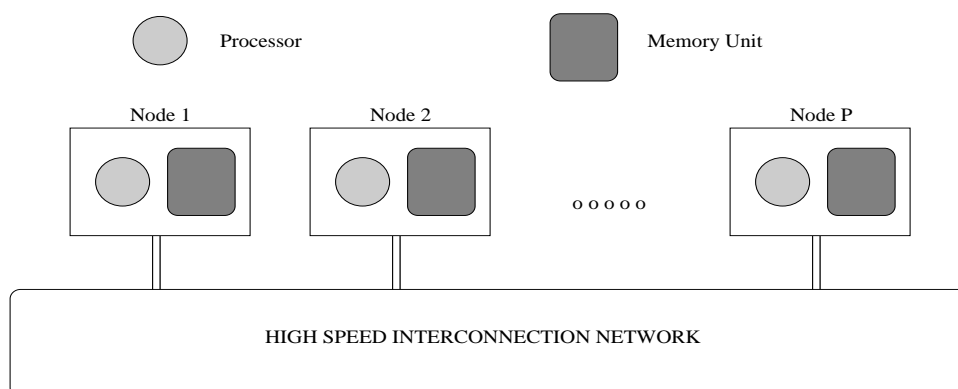 Processor
Memory Unit
Node 1
Node 2
Node P
o o o o o
HIGH SPEED INTERCONNECTION NETWORK